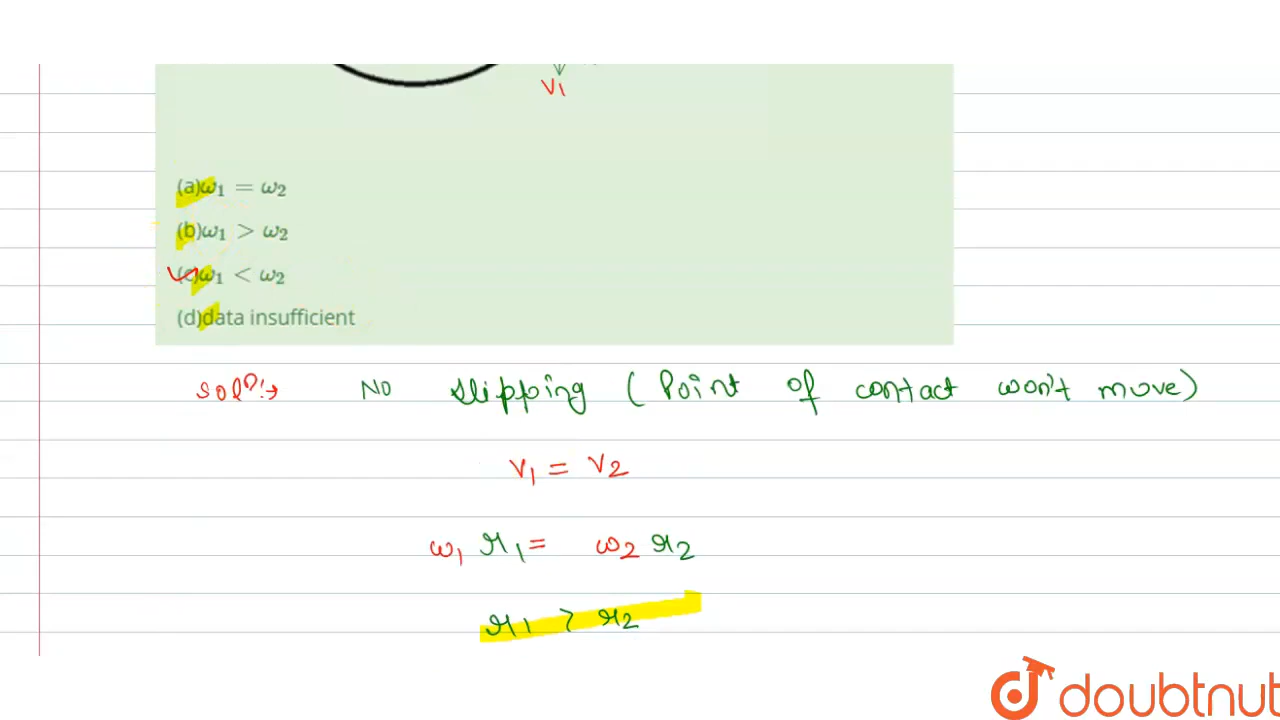 V1
(a)ω₁ = ω₂
(b)ω₁ > ω₂
(c)ω₁ < ω₂
(d)data insufficient
Solⁿ:→ No slipping (Point of contact won't move)
V₁ = V₂
ω₁ r₁ = ω₂ r₂
r₁ > r₂
doubtnut